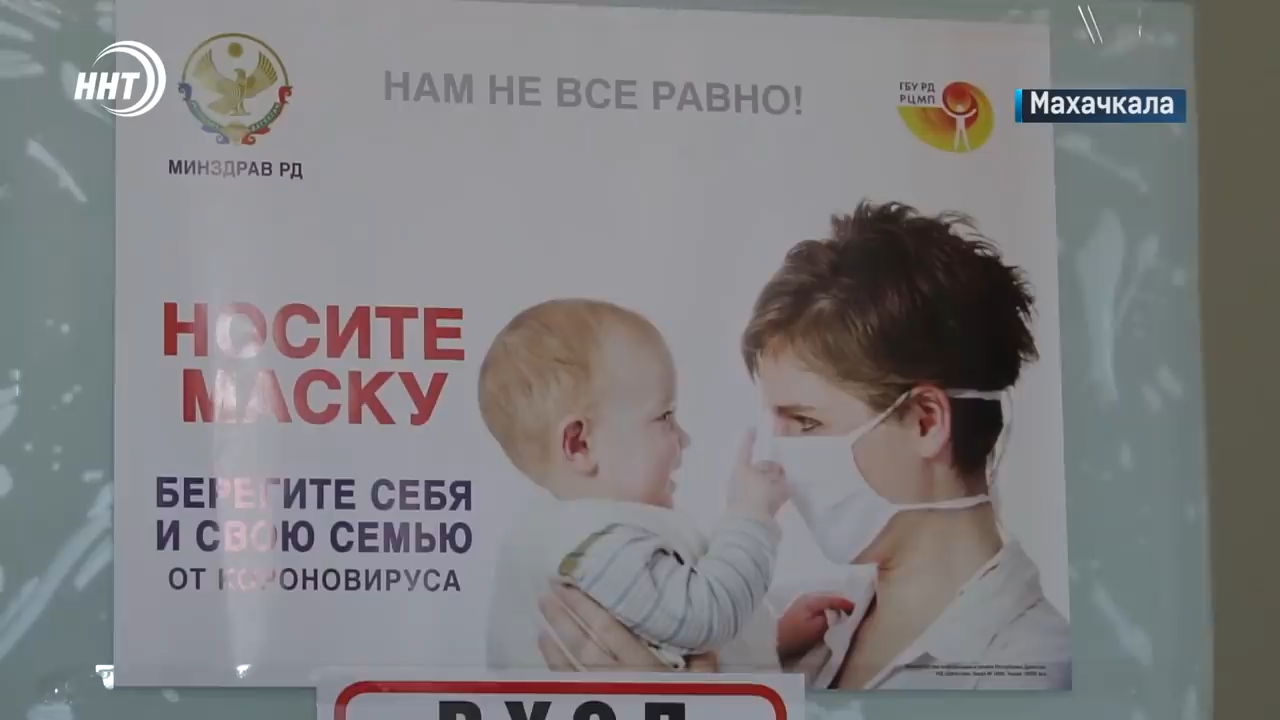 ННТ
НАМ НЕ ВСЕ РАВНО!
ГБУ РД
РЦМП
Махачкала
МИНЗДРАВ РД
НОСИТЕ
МАСКУ
БЕРЕГИТЕ СЕБЯ
И СВОЮ СЕМЬЮ
ОТ КОРОНОВИРУСА
ВХОД